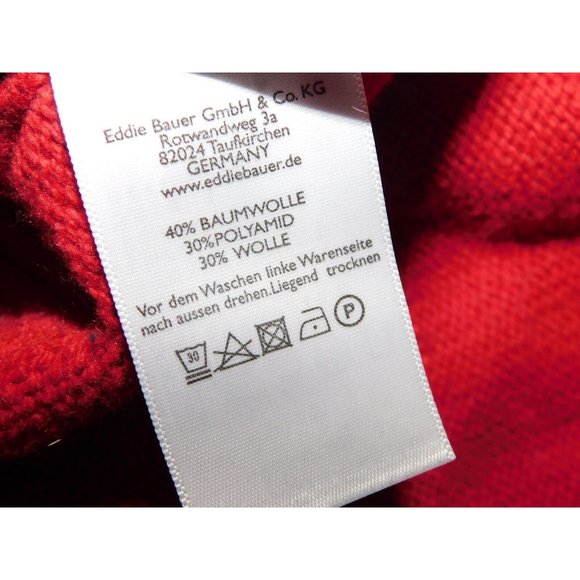 Eddie Bauer GmbH & Co. KG
Rotwandweg 3a
82024 Taufkirchen
GERMANY
www.eddiebauer.de
40% BAUMWOLLE
30%POLYAMID
30% WOLLE
Vor dem Waschen linke Warenseite
nach aussen drehen.Liegend trocknen
30 P